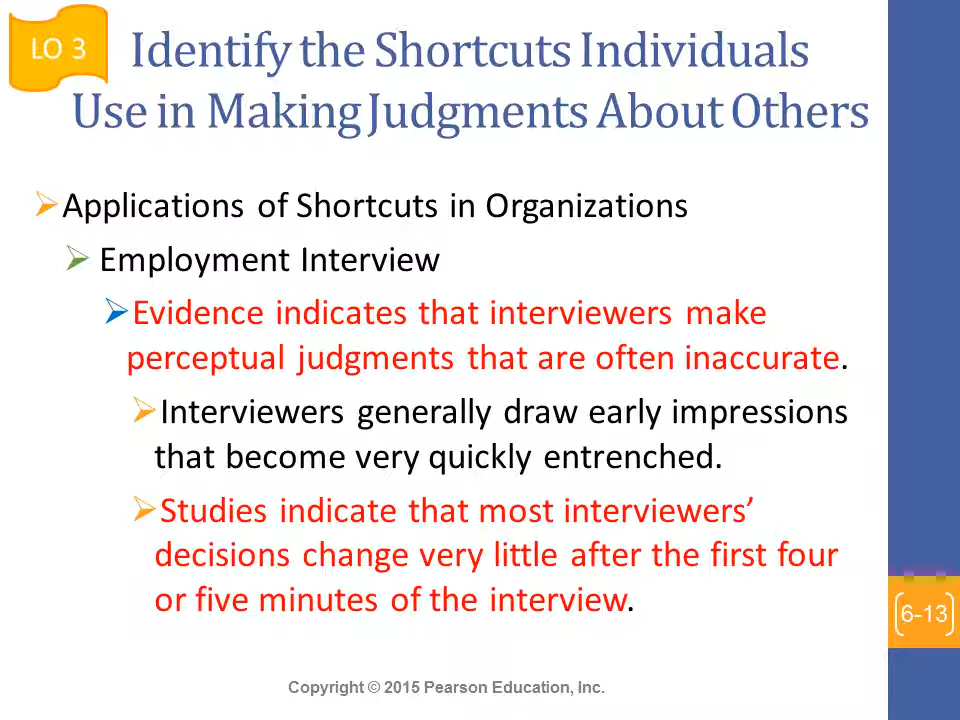 LO 3
Identify the Shortcuts Individuals
Use in Making Judgments About Others
Applications of Shortcuts in Organizations
Employment Interview
Evidence indicates that interviewers make
perceptual judgments that are often inaccurate.
Interviewers generally draw early impressions
that become very quickly entrenched.
Studies indicate that most interviewers’
decisions change very little after the first four
or five minutes of the interview.
6-13
Copyright © 2015 Pearson Education, Inc.